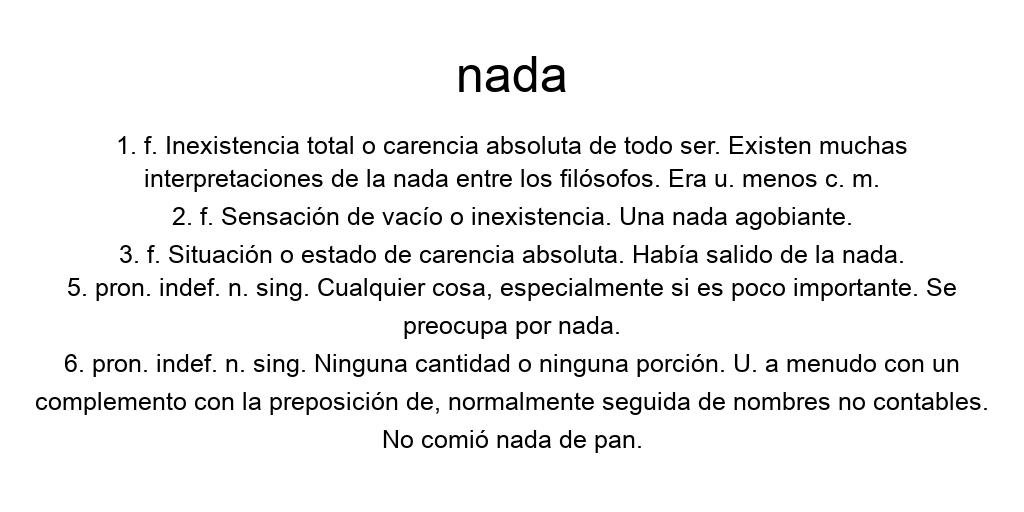 nada
1. f. Inexistencia total o carencia absoluta de todo ser. Existen muchas
interpretaciones de la nada entre los filósofos. Era u. menos c. m.
2. f. Sensación de vacío o inexistencia. Una nada agobiante.
3. f. Situación o estado de carencia absoluta. Había salido de la nada.
5. pron. indef. n. sing. Cualquier cosa, especialmente si es poco importante. Se
preocupa por nada.
6. pron. indef. n. sing. Ninguna cantidad o ninguna porción. U. a menudo con un
complemento con la preposición de, normalmente seguida de nombres no contables.
No comió nada de pan.